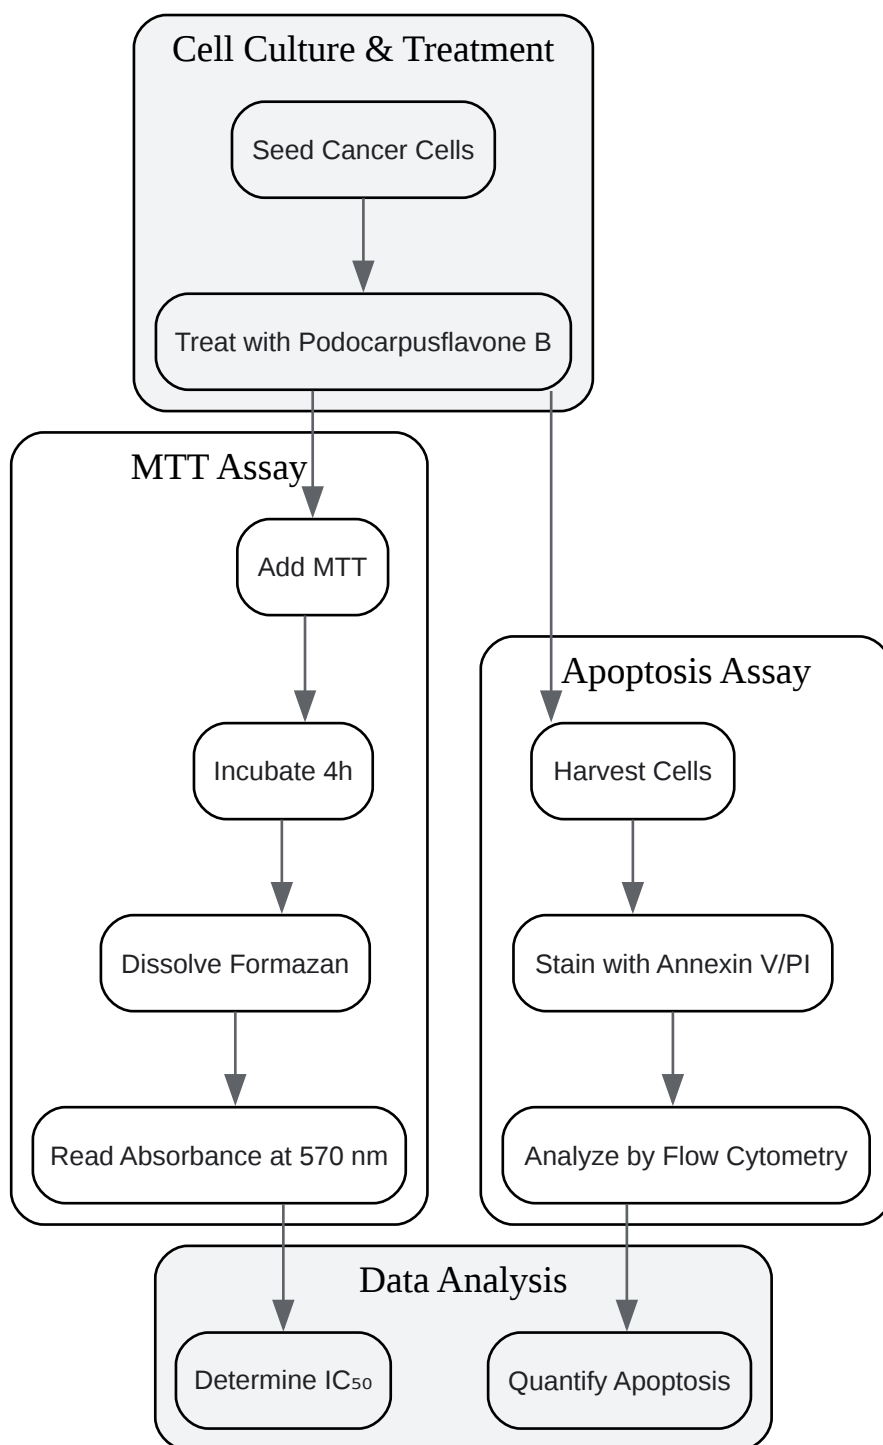 Cell Culture & Treatment
Seed Cancer Cells
Treat with Podocarpusflavone B
MTT Assay
Add MTT
Incubate 4h
Dissolve Formazan
Read Absorbance at 570 nm
Apoptosis Assay
Harvest Cells
Stain with Annexin V/PI
Analyze by Flow Cytometry
Data Analysis
Determine IC₅₀
Quantify Apoptosis